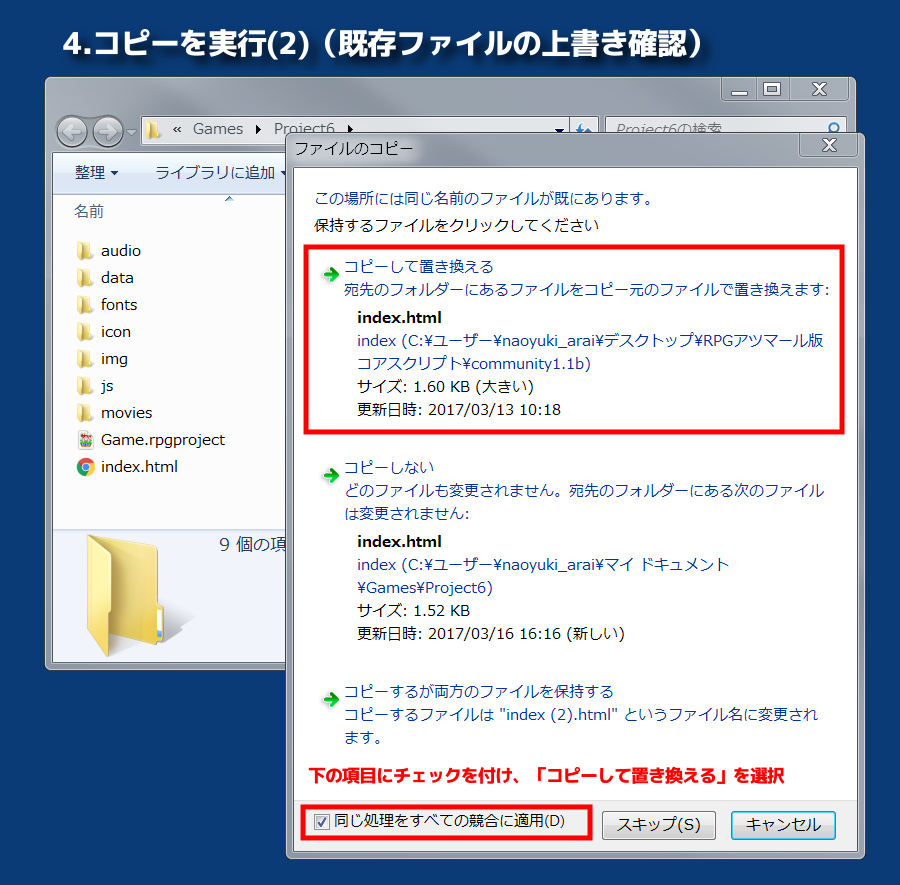 4.コピーを実行(2)（既存ファイルの上書き確認）
« Games ▸ Project6 ▸
Project6の検索
整理 ライブラリに追加
名前
audio
data
fonts
icon
img
js
movies
Game.rpgproject
index.html
9 個の項
ファイルのコピー
この場所には同じ名前のファイルが既にあります。
保持するファイルをクリックしてください
コピーして置き換える
宛先のフォルダーにあるファイルをコピー元のファイルで置き換えます:
index.html
index (C:¥ユーザー¥naoyuki_arai¥デスクトップ¥RPGアツマール版
コアスクリプト¥community1.1b)
サイズ: 1.60 KB (大きい)
更新日時: 2017/03/13 10:18
コピーしない
どのファイルも変更されません。宛先のフォルダーにある次のファイル
は変更されません:
index.html
index (C:¥ユーザー¥naoyuki_arai¥マイ ドキュメント
¥Games¥Project6)
サイズ: 1.52 KB
更新日時: 2017/03/16 16:16 (新しい)
コピーするが両方のファイルを保持する
コピーするファイルは "index (2).html" というファイル名に変更され
ます。
下の項目にチェックを付け、「コピーして置き換える」を選択
同じ処理をすべての競合に適用(D)
スキップ(S)
キャンセル